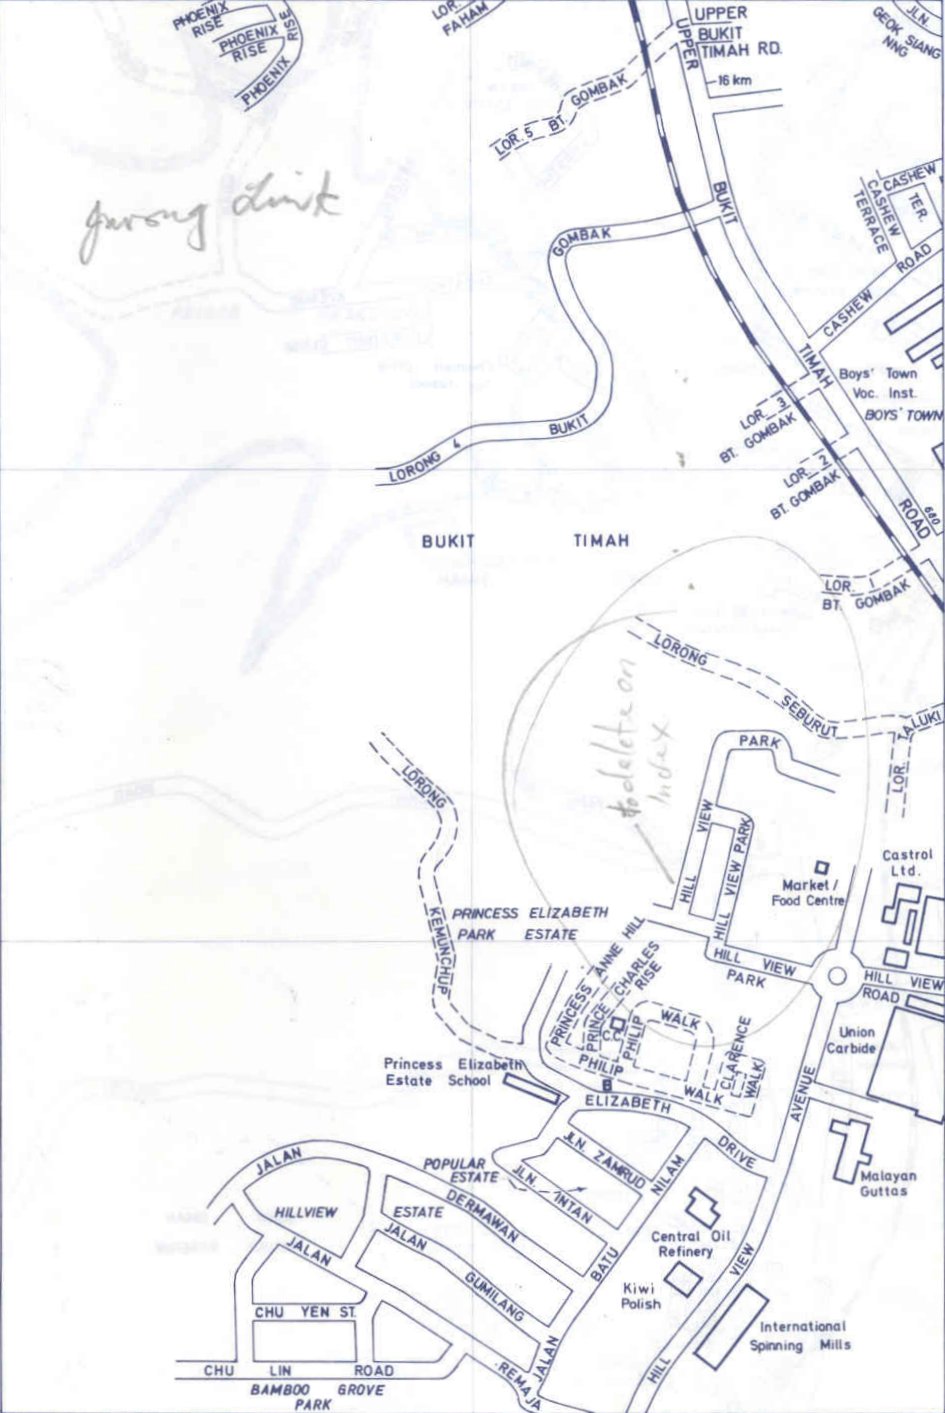 PHOENIX
RISE
PHOENIX
RISE
PHOENIX
RISE
LOR.
FAHAM
UPPER
BUKIT
TIMAH RD.
16 km
JLN.
GEOK SIANG
NNG
LOR. 5 BT. GOMBAK
UPPER
BUKIT
TIMAH
ROAD
Jurong Link
CASHEW
TER.
CASHEW
TERRACE
CASHEW
ROAD
GOMBAK
BUKIT
LORONG 4
Boys' Town
Voc. Inst.
BOYS' TOWN
LOR. 3
BT. GOMBAK
LOR. 2
BT. GOMBAK
680
BUKIT TIMAH
LOR. 1
BT. GOMBAK
LORONG
SEBURUT
LOR. TALUKI
to delete on
Index
PARK
HILL VIEW
HILL VIEW PARK
LORONG
KEMUNCHUP
Castrol
Ltd.
Market /
Food Centre
PRINCESS ELIZABETH
PARK ESTATE
HILL VIEW
PARK
HILL VIEW
ROAD
PRINCESS ANNE HILL
PRINCE CHARLES
RISE
C.C.
PHILIP
WALK
PHILIP
WALK
CLARENCE
WALK
Union
Carbide
Princess Elizabeth
Estate School
B
ELIZABETH
DRIVE
AVENUE
VIEW
HILL
Malayan
Guttas
JALAN
DERMAWAN
POPULAR
ESTATE
JLN. ZAMRUD
JLN. INTAN
NILAM
BATU
JALAN
HILLVIEW
ESTATE
JALAN
GUMILANG
JALAN
REMAJA
Central Oil
Refinery
Kiwi
Polish
International
Spinning Mills
CHU YEN ST.
CHU LIN ROAD
BAMBOO GROVE
PARK